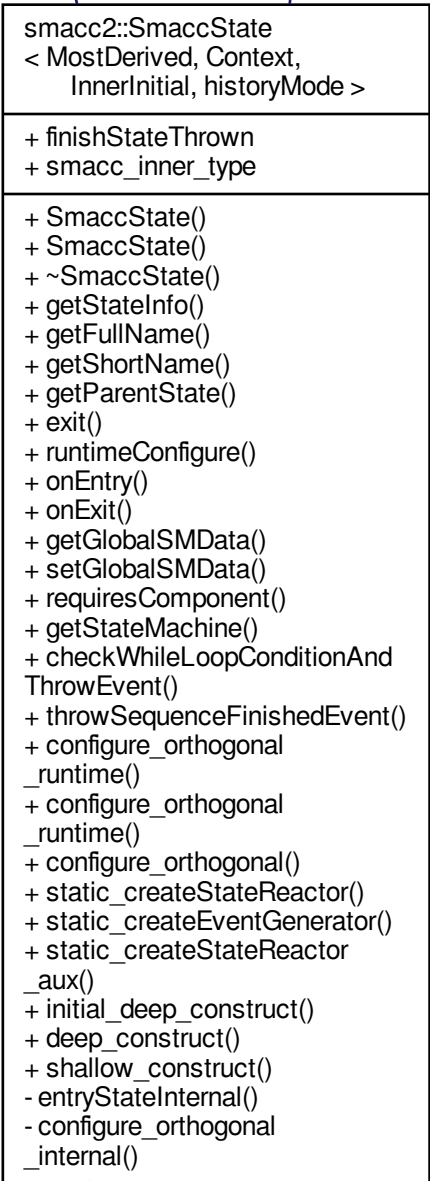 smacc2::SmaccState
< MostDerived, Context,
InnerInitial, historyMode >
+ finishStateThrown
+ smacc_inner_type
+ SmaccState()
+ SmaccState()
+ ~SmaccState()
+ getStateInfo()
+ getFullName()
+ getShortName()
+ getParentState()
+ exit()
+ runtimeConfigure()
+ onEntry()
+ onExit()
+ getGlobalSMData()
+ setGlobalSMData()
+ requiresComponent()
+ getStateMachine()
+ checkWhileLoopConditionAnd
ThrowEvent()
+ throwSequenceFinishedEvent()
+ configure_orthogonal
_runtime()
+ configure_orthogonal
_runtime()
+ configure_orthogonal()
+ static_createStateReactor()
+ static_createEventGenerator()
+ static_createStateReactor
_aux()
+ initial_deep_construct()
+ deep_construct()
+ shallow_construct()
- entryStateInternal()
- configure_orthogonal
_internal()